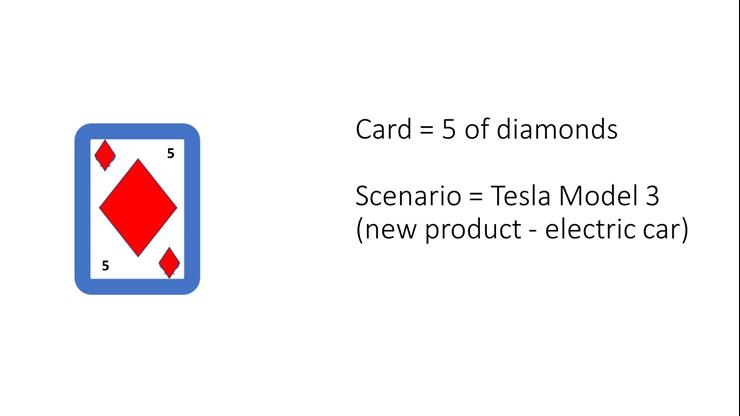 5
5
Card = 5 of diamonds
Scenario = Tesla Model 3
(new product - electric car)